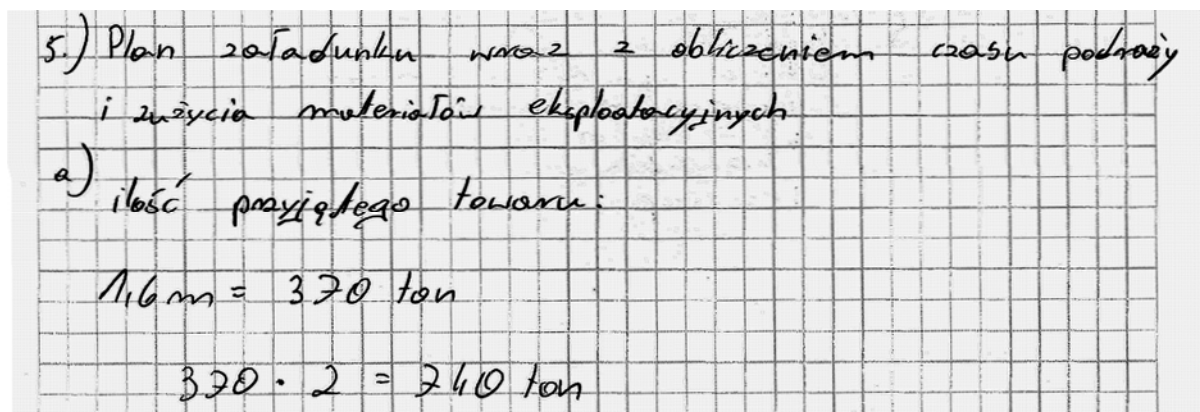 5.) Plan załadunku wraz z obliczeniem czasu podróży
i zużycia materiałów eksploatacyjnych
a)
ilość przyjętego towaru:
1,6 m = 370 ton
370 · 2 = 740 ton